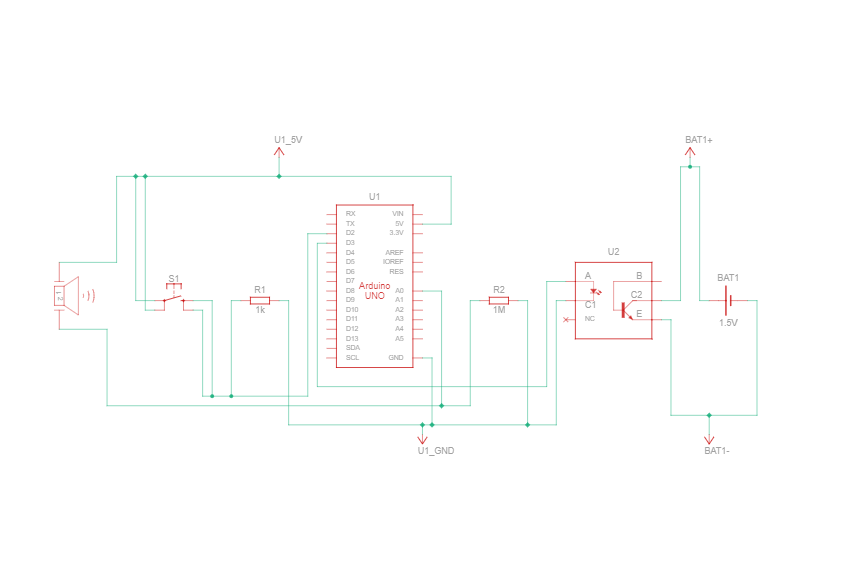 U1_5V
BAT1+
U1
RX
VIN
TX
5V
D2
3.3V
D3
D4
AREF
D5
IOREF
D6
RES
D7
D8
A0
D9
A1
D10
A2
D11
A3
D12
A4
D13
A5
SDA
SCL
GND
Arduino
UNO
S1
1
2
R1
1k
R2
1M
U2
A
B
C1
C2
NC
E
BAT1
1.5V
U1_GND
BAT1-